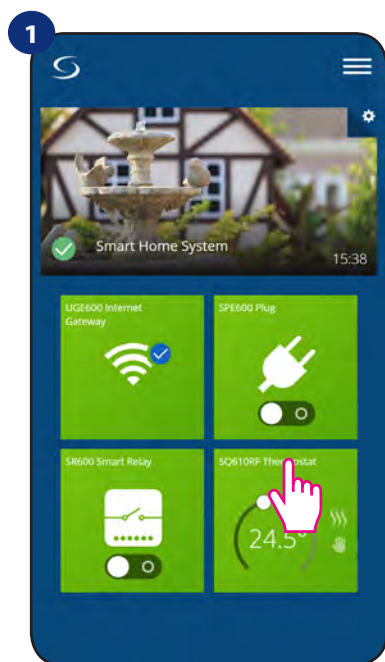 1
Smart Home System
15:38
UGE600 Internet
Gateway
SPE600 Plug
SR600 Smart Relay
SQ610RF Thermostat
24.5°